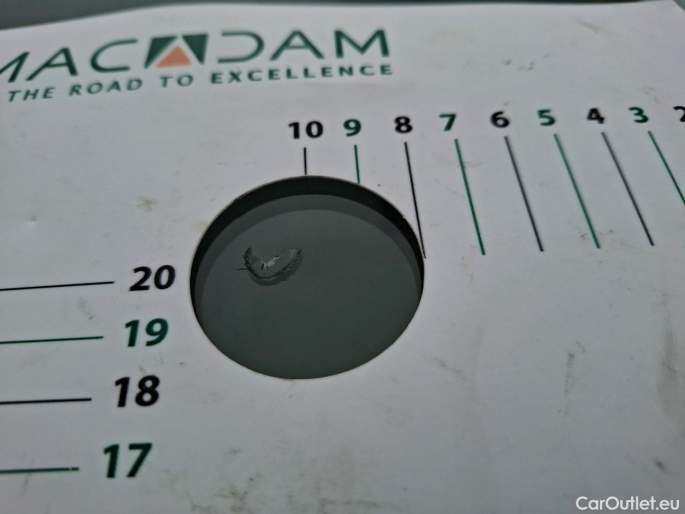 MACADAM
THE ROAD TO EXCELLENCE
10 9 8 7 6 5 4 3 2
20
19
18
17
CarOutlet.eu